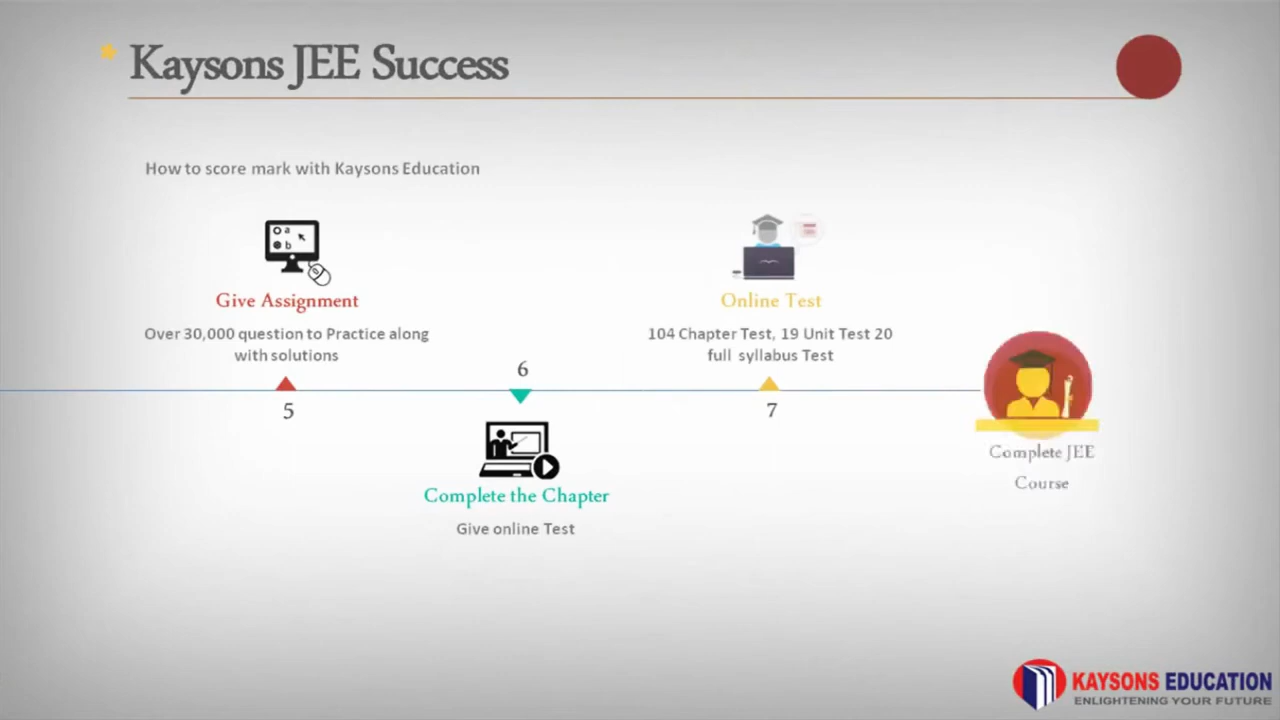 Kaysons JEE Success
How to score mark with Kaysons Education
a
b
Give Assignment
Over 30,000 question to Practice along
with solutions
5
6
Complete the Chapter
Give online Test
Online Test
104 Chapter Test, 19 Unit Test 20
full syllabus Test
7
Complete JEE
Course
KAYSONS EDUCATION
ENLIGHTENING YOUR FUTURE